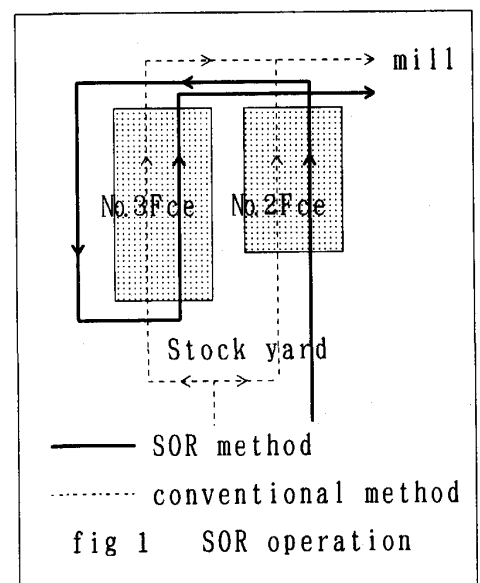 mill
No.3Fce No.2Fce
Stock yard
SOR method
conventional method
fig 1 SOR operation